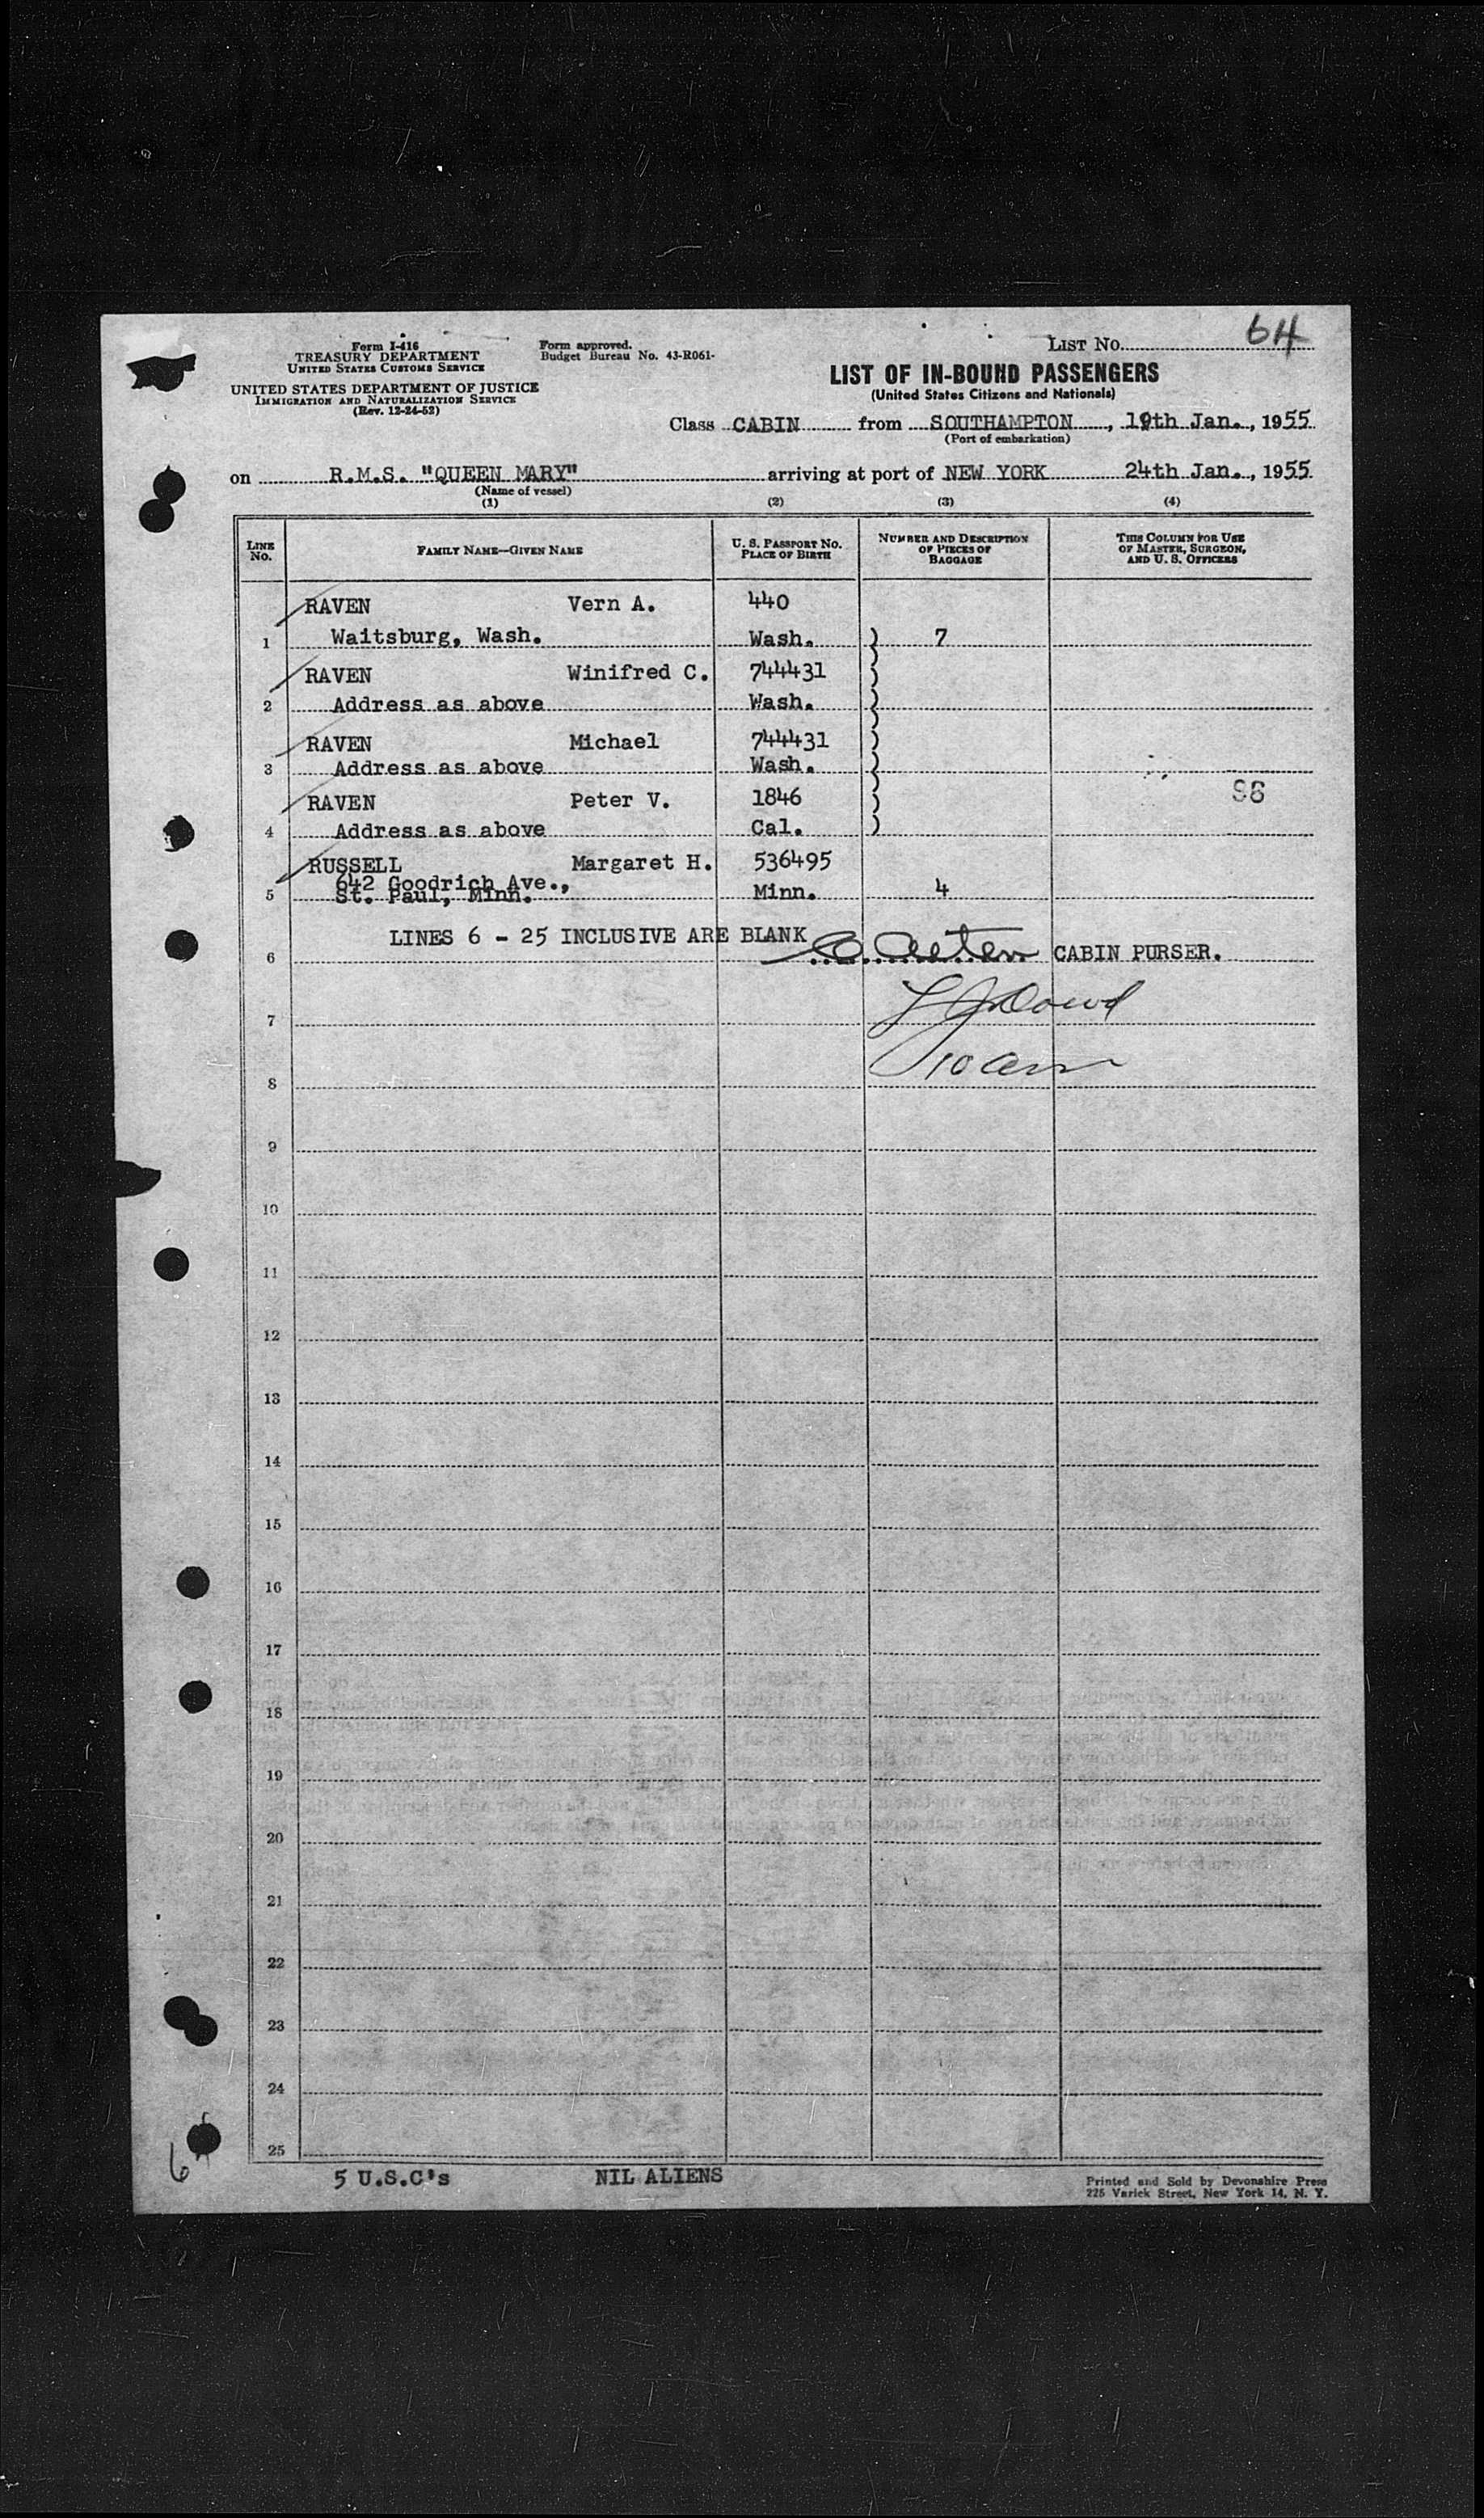 Form I-416
TREASURY DEPARTMENT
UNITED STATES CUSTOMS SERVICE
UNITED STATES DEPARTMENT OF JUSTICE
IMMIGRATION AND NATURALIZATION SERVICE
(Rev. 12-24-52)
Form approved.
Budget Bureau No. 43-R061-
LIST No. 64
LIST OF IN-BOUND PASSENGERS
(United States Citizens and Nationals)
Class CABIN from SOUTHAMPTON, 19th Jan., 1955
(Port of embarkation)
on R.M.S. "QUEEN MARY" arriving at port of NEW YORK 24th Jan., 1955
(Name of vessel)
(1) (2) (3) (4)
LINE No. FAMILY NAME—GIVEN NAME U. S. PASSPORT NO. PLACE OF BIRTH NUMBER AND DESCRIPTION OF PIECES OF BAGGAGE THIS COLUMN FOR USE OF MASTER, SURGEON, AND U. S. OFFICERS
RAVEN Vern A. 440
1 Waitsburg, Wash. Wash. ) 7
RAVEN Winifred C. 744431 )
2 Address as above Wash. )
RAVEN Michael 744431 )
3 Address as above Wash. )
RAVEN Peter V. 1846 ) 98
4 Address as above Cal. )
RUSSELL Margaret H. 536495
642 Goodrich Ave.,
5 St. Paul, Minn. Minn. 4
LINES 6 - 25 INCLUSIVE ARE BLANK
6 CABIN PURSER.
7
8 10 am
9
10
11
12
13
14
15
16
17
18
19
20
21
22
23
24
25
5 U.S.C's NIL ALIENS
Printed and Sold by Devonshire Press
225 Varick Street, New York 14, N. Y.